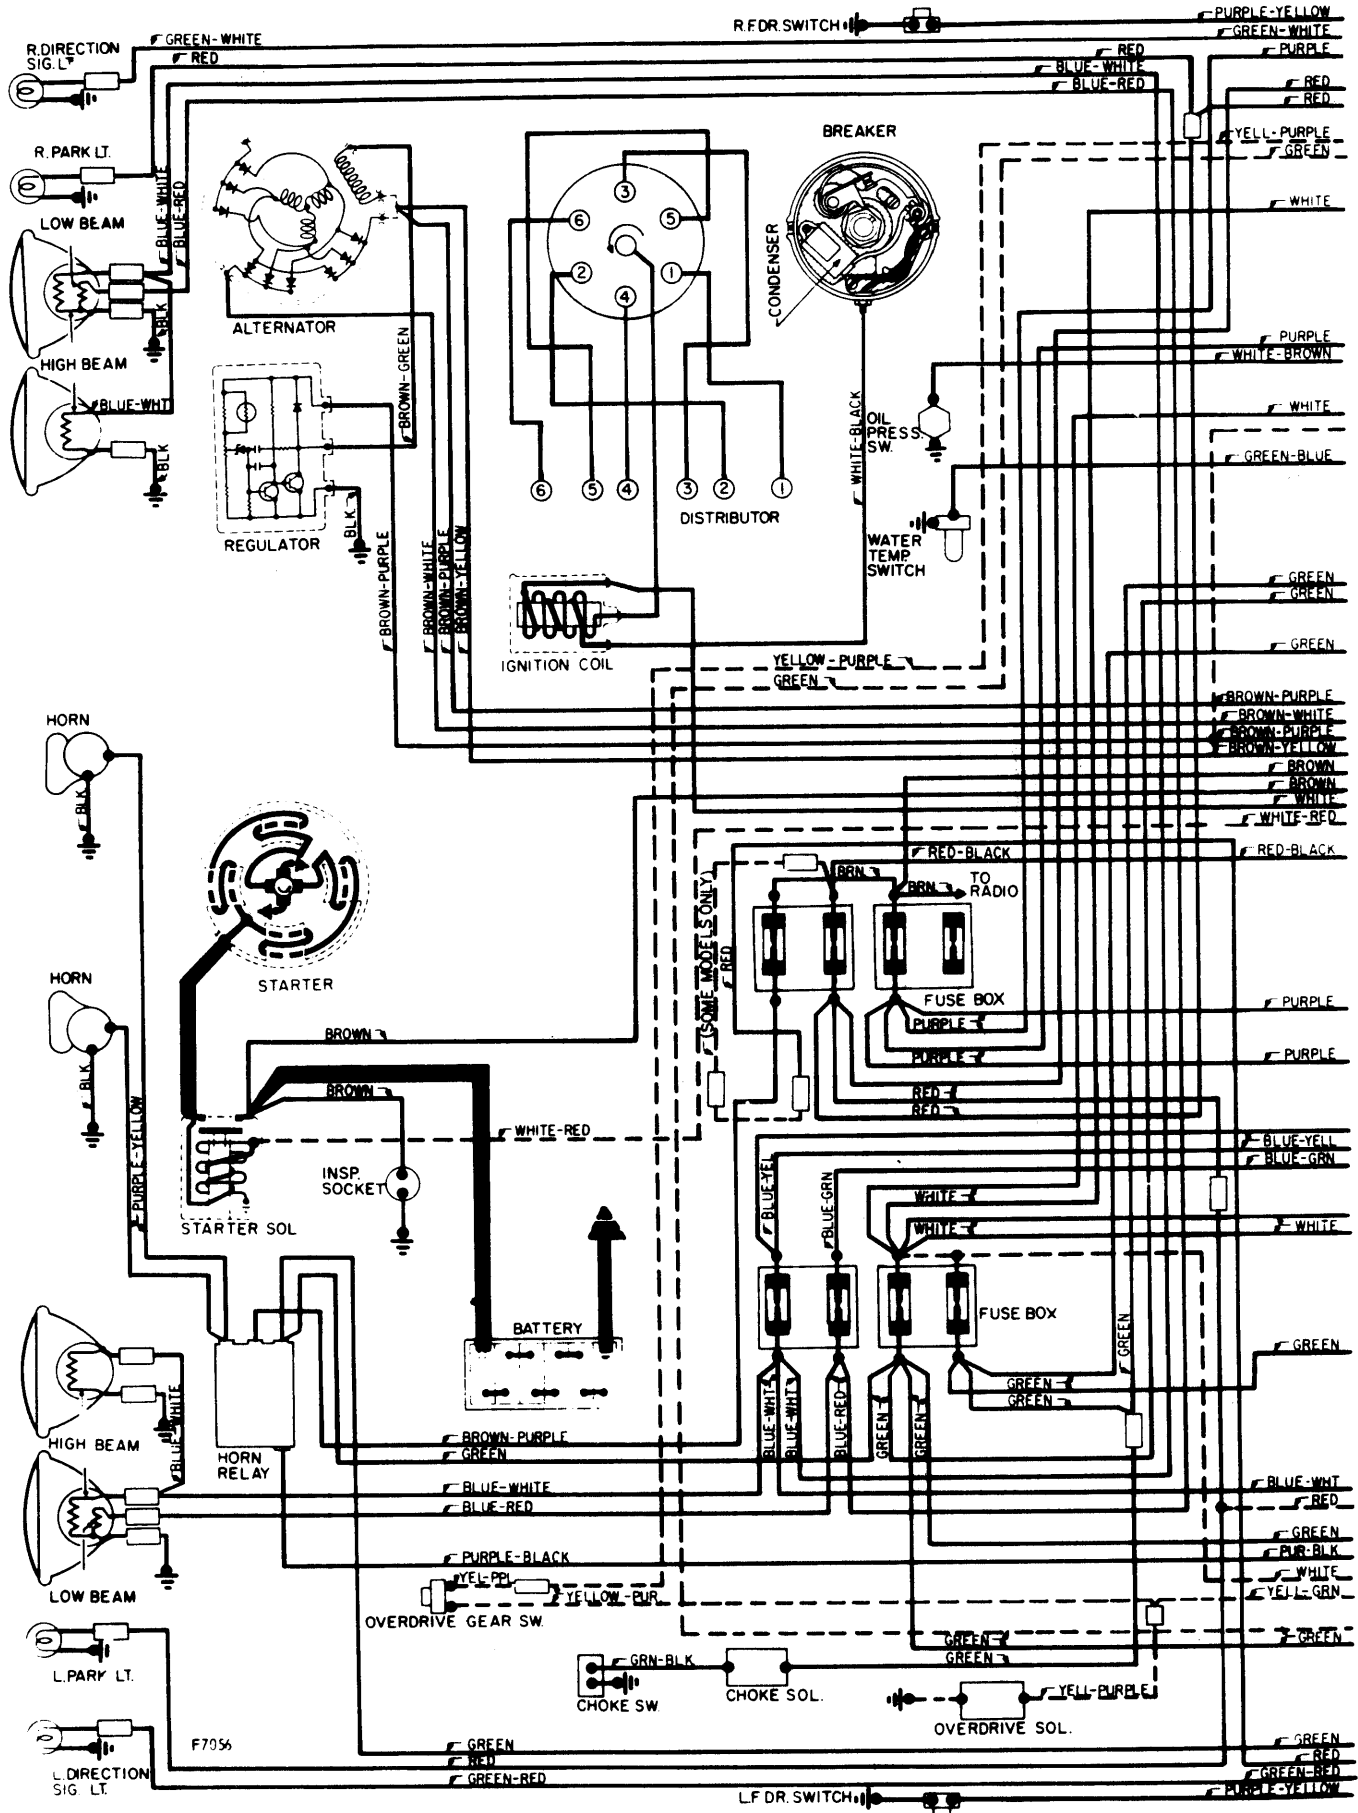 R.F.DR.SWITCH
PURPLE-YELLOW
GREEN-WHITE
GREEN-WHITE
R.DIRECTION
SIG.LT
RED
RED
PURPLE
BLUE-WHITE
BLUE-RED
RED
RED
BREAKER
YELL-PURPLE
GREEN
R.PARK LT.
3
6
5
2
1
4
WHITE
LOW BEAM
BLUE-WHITE
BLUE-RED
CONDENSER
ALTERNATOR
BLK
HIGH BEAM
BROWN-GREEN
PURPLE
WHITE-BROWN
BLUE-WHT
WHITE-BLACK
OIL
PRESS.
SW.
WHITE
BLK
GREEN-BLUE
6
5
4
3
2
1
DISTRIBUTOR
REGULATOR
BLK
WATER
TEMP.
SWITCH
BROWN-PURPLE
BROWN-WHITE
BROWN-PURPLE
BROWN-YELLOW
GREEN
GREEN
IGNITION COIL
GREEN
YELLOW-PURPLE
GREEN
BROWN-PURPLE
BROWN-WHITE
BROWN-PURPLE
BROWN-YELLOW
BROWN
BROWN
WHITE
WHITE-RED
HORN
BLK
RED-BLACK
RED-BLACK
BRN
BRN
TO
RADIO
(SOME MODELS ONLY)
RED
STARTER
FUSE BOX
PURPLE
PURPLE
PURPLE
PURPLE
RED
RED
HORN
BLK
BROWN
BROWN
PURPLE-YELLOW
WHITE-RED
BLUE-YELL
BLUE-GRN
INSP.
SOCKET
BLUE-YEL
BLUE-GRN
WHITE
WHITE
WHITE
STARTER SOL
BATTERY
FUSE BOX
GREEN
GREEN
GREEN
GREEN
BLUE-WHT
BLUE-WHT
BLUE-RED
GREEN
GREEN
BLUE-WHITE
HIGH BEAM
HORN
RELAY
BROWN-PURPLE
GREEN
BLUE-WHITE
BLUE-RED
BLUE-WHT
RED
GREEN
PUR-BLK
WHITE
YELL-GRN
GREEN
PURPLE-BLACK
LOW BEAM
YEL-PPL
YELLOW-PUR.
OVERDRIVE GEAR SW.
GREEN
GREEN
GRN-BLK
L.PARK LT.
CHOKE SW.
CHOKE SOL.
YELL-PURPLE
OVERDRIVE SOL.
F7056
GREEN
RED
GREEN-RED
L.DIRECTION
SIG. LT.
L.F DR. SWITCH
GREEN
RED
GREEN-RED
PURPLE-YELLOW